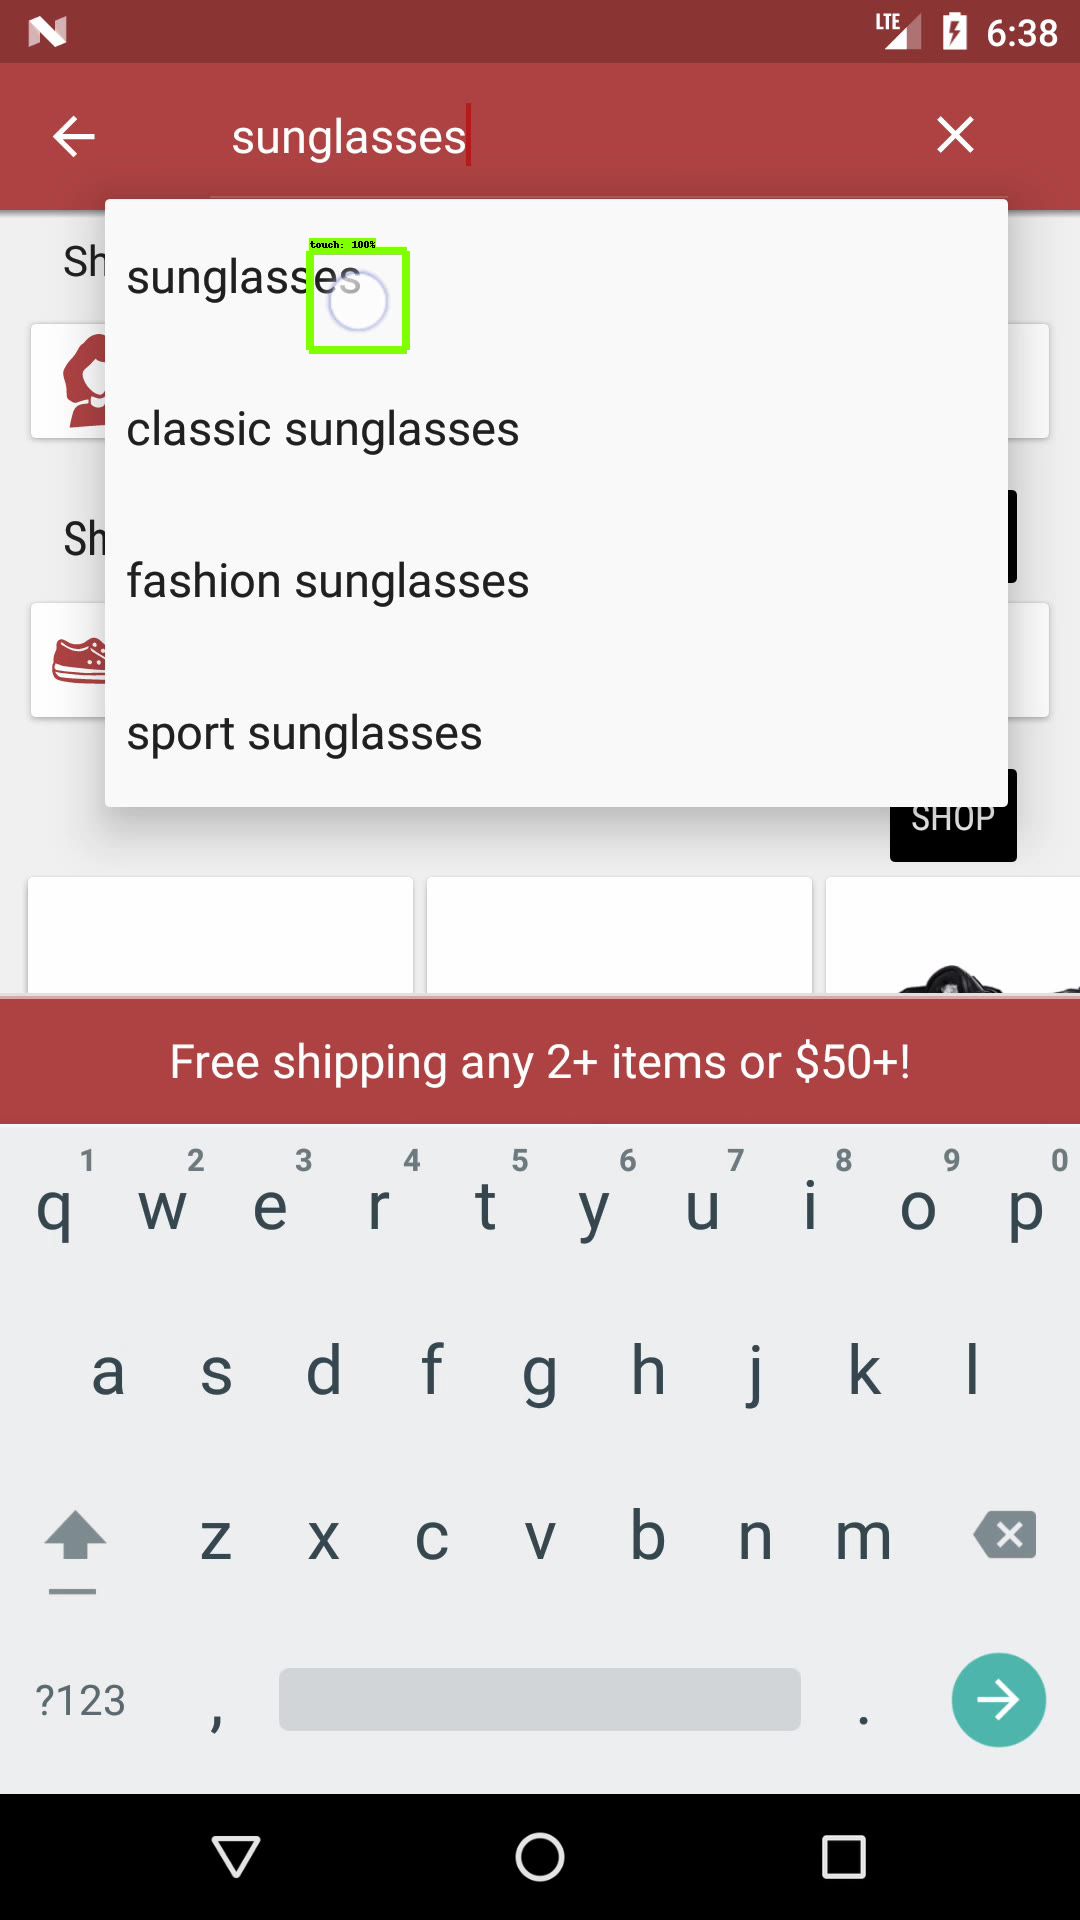 LTE 6:38
sunglasses
Sh
touch: 100%
sunglasses
classic sunglasses
Sh
fashion sunglasses
sport sunglasses
SHOP
Free shipping any 2+ items or $50+!
1 2 3 4 5 6 7 8 9 0
q w e r t y u i o p
a s d f g h j k l
z x c v b n m
?123 , .